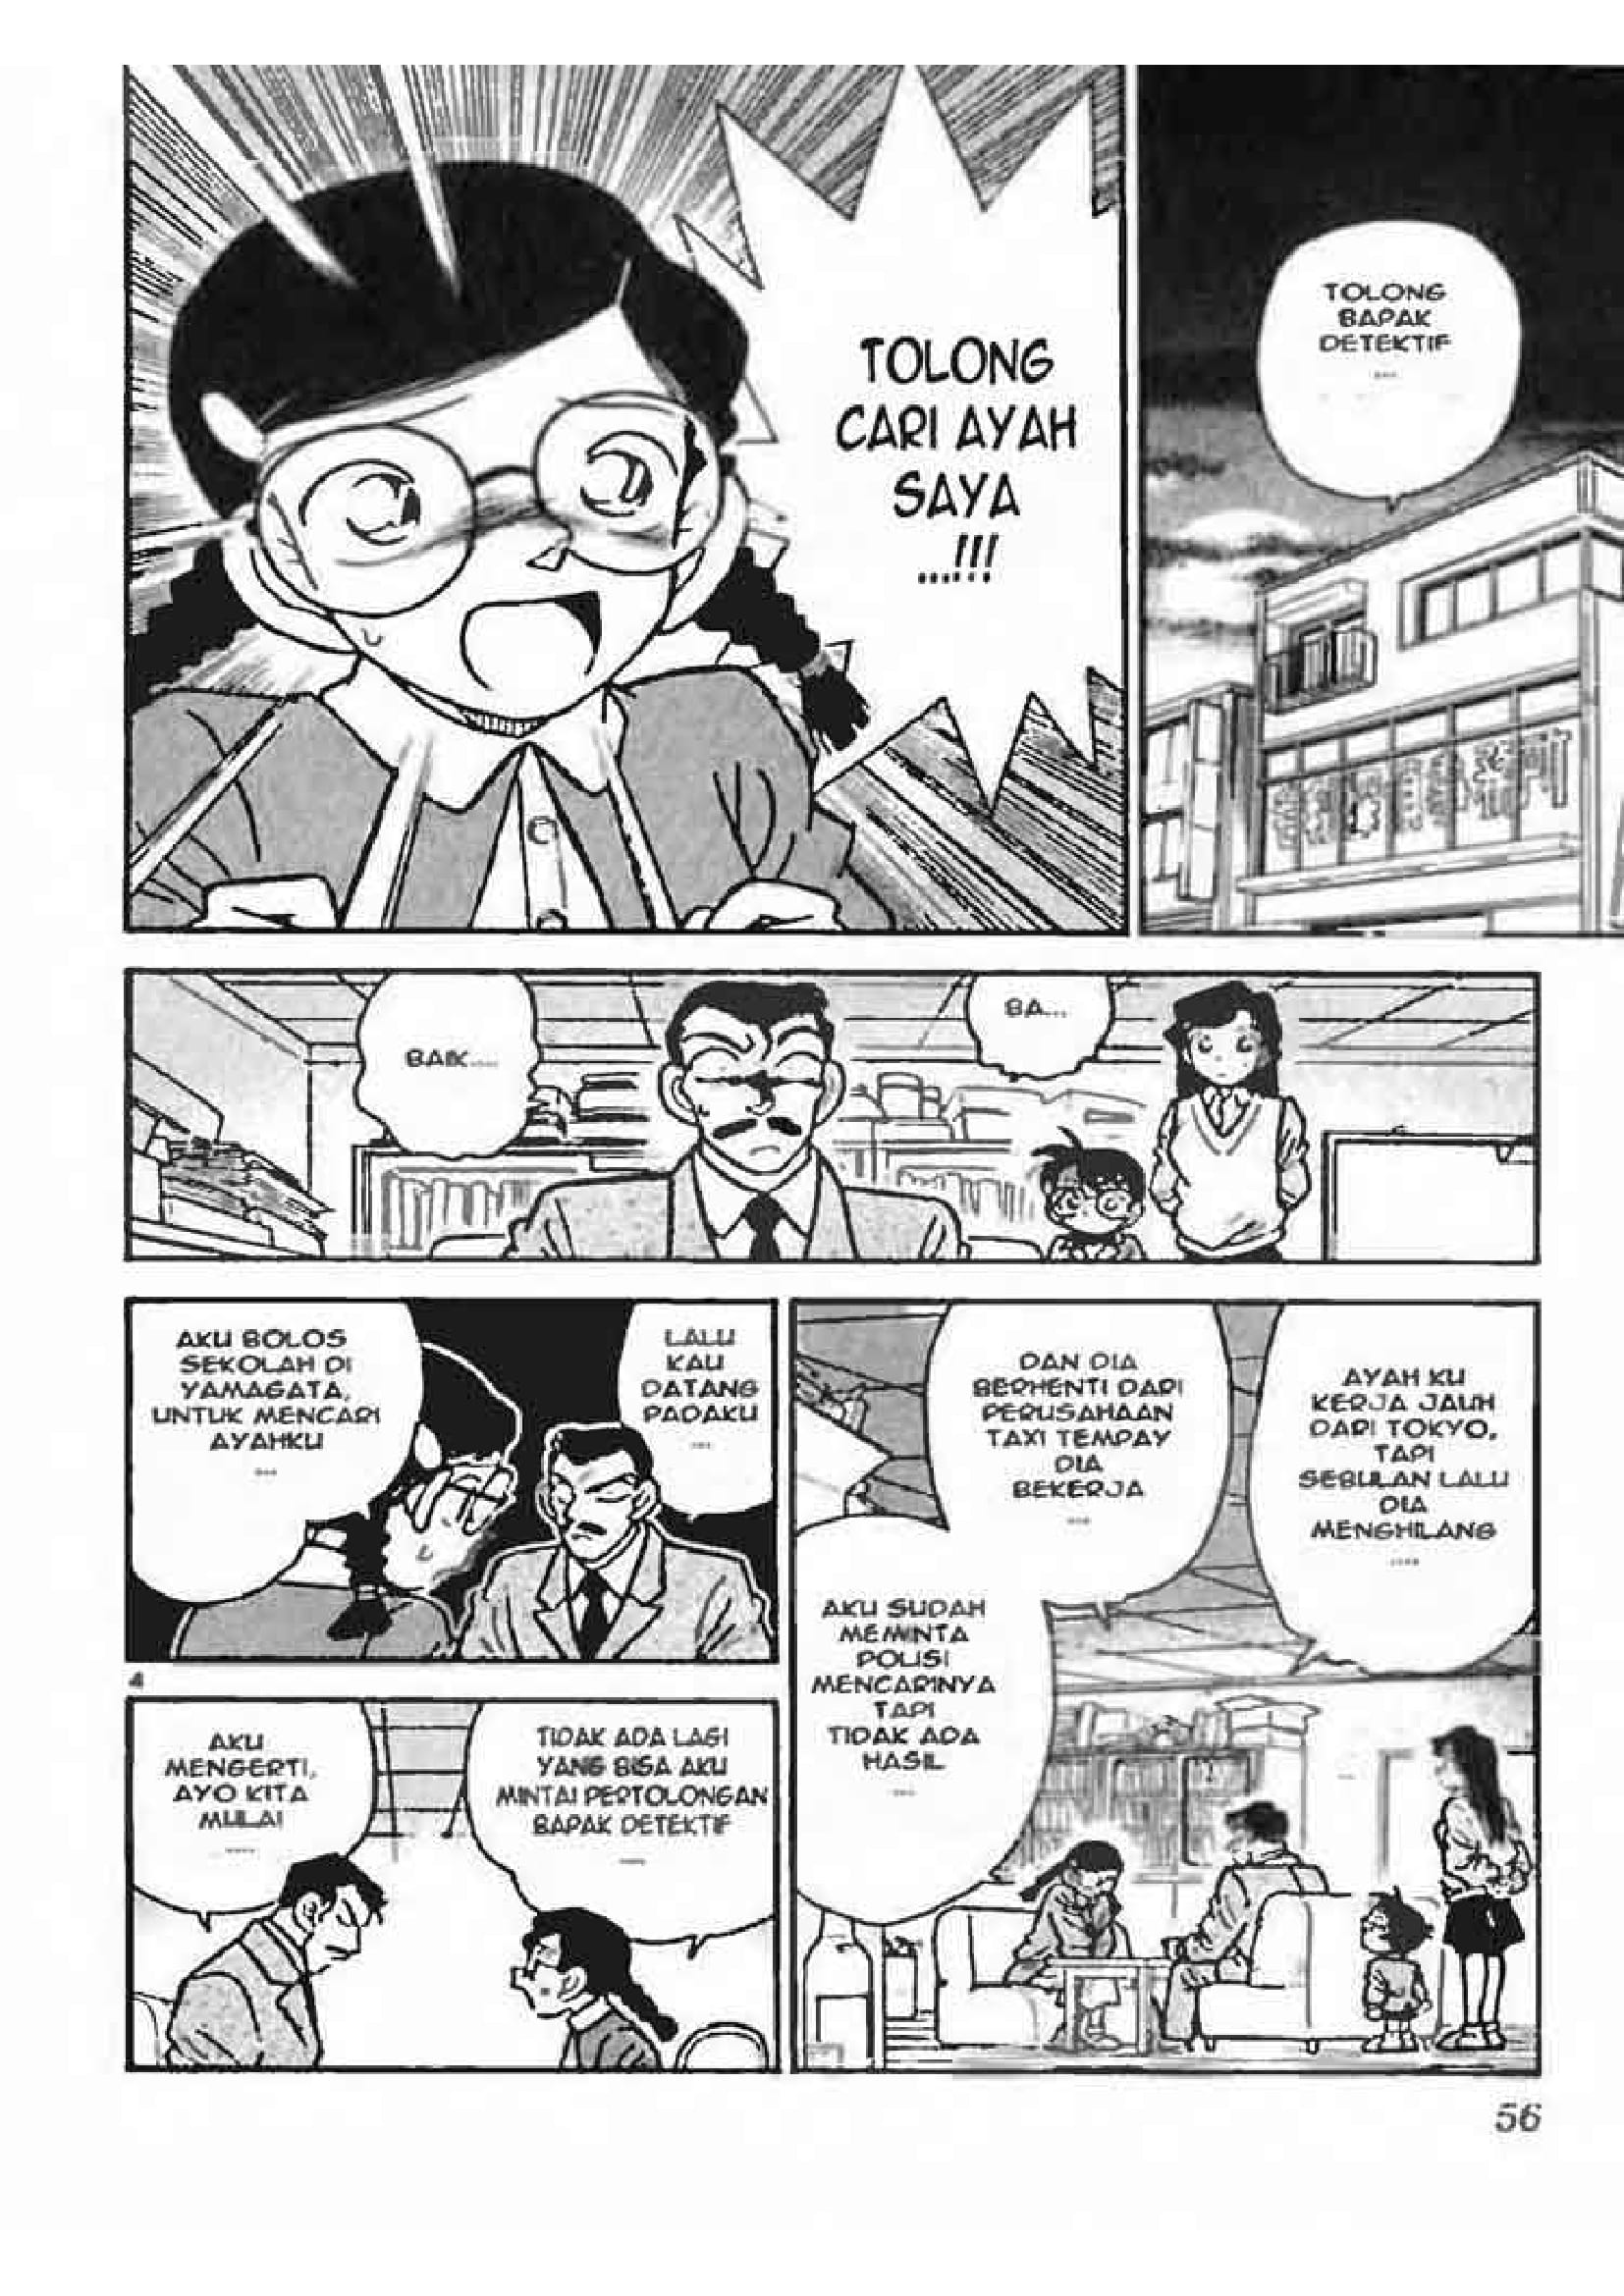 TOLONG
BAPAK
DETEKTIF
...
TOLONG
CARI AYAH
SAYA
...!!!
BA...
BAIK....
AYAH KU
KERJA JAUH
DARI TOKYO,
TAPI
SEBULAN LALU
DIA
MENGHILANG
....
DAN DIA
BERHENTI DARI
PERUSAHAAN
TAXI TEMPAY
DIA
BEKERJA
...
AKU SUDAH
MEMINTA
POLISI
MENCARINYA
TAPI
TIDAK ADA
HASIL
...
LALU
KAU
DATANG
PADAKU
...
AKU BOLOS
SEKOLAH DI
YAMAGATA,
UNTUK MENCARI
AYAHKU
...
4
TIDAK ADA LAGI
YANG BISA AKU
MINTAI PERTOLONGAN
BAPAK DETEKTIF
....
AKU
MENGERTI,
AYO KITA
MULAI
....
56